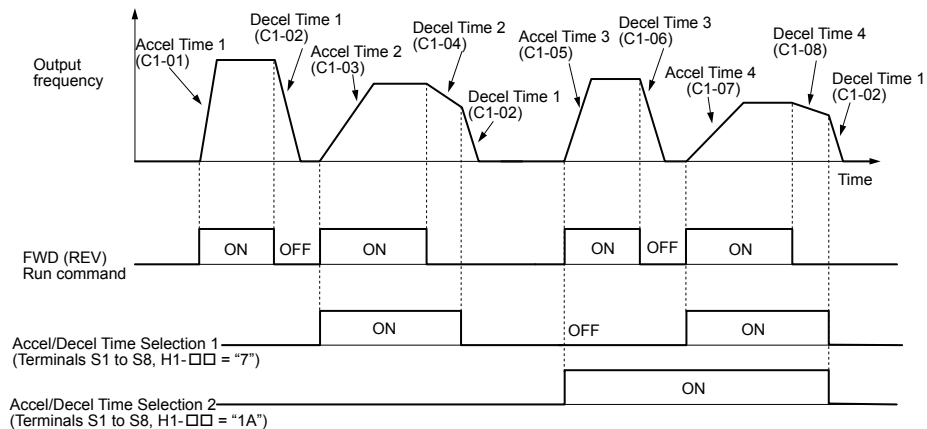 Output
frequency
Accel Time 1
(C1-01)
Decel Time 1
(C1-02)
Accel Time 2
(C1-03)
Decel Time 2
(C1-04)
Decel Time 1
(C1-02)
Accel Time 3
(C1-05)
Decel Time 3
(C1-06)
Accel Time 4
(C1-07)
Decel Time 4
(C1-08)
Decel Time 1
(C1-02)
Time
FWD (REV)
Run command
ON
OFF
ON
ON
OFF
ON
Accel/Decel Time Selection 1
(Terminals S1 to S8, H1-□□ = “7”)
ON
OFF
ON
Accel/Decel Time Selection 2
(Terminals S1 to S8, H1-□□ = “1A”)
ON